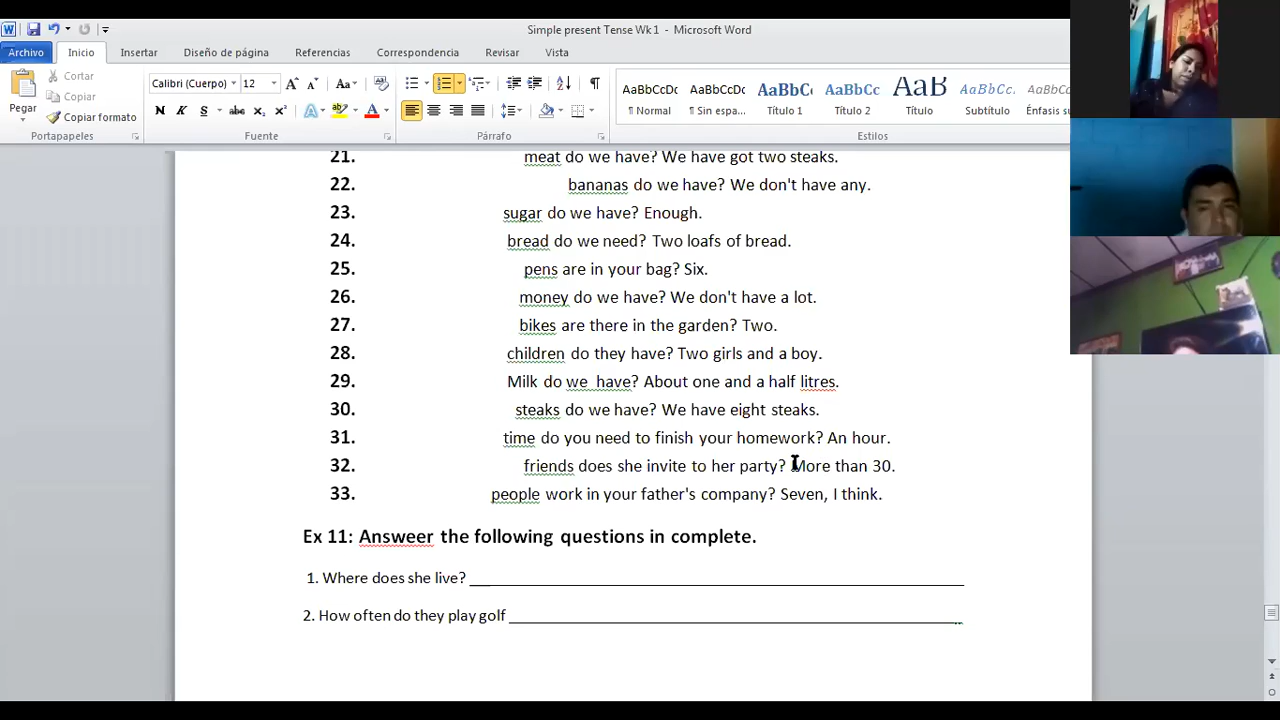 Simple present Tense Wk1 - Microsoft Word
Archivo Inicio Insertar Diseño de página Referencias Correspondencia Revisar Vista
Cortar
Copiar
Copiar formato
Pegar
Portapapeles
Calibri (Cuerpo) 12
N K S abc x₂ x²
Fuente
Párrafo
AaBbCcDc AaBbCcDc AaBbC AaBbCc AaB AaBbCc. AaBbCcDc
¶ Normal ¶ Sin espa... Título 1 Título 2 Título Subtítulo Énfasis sutil
Estilos
21. meat do we have? We have got two steaks.
22. bananas do we have? We don't have any.
23. sugar do we have? Enough.
24. bread do we need? Two loafs of bread.
25. pens are in your bag? Six.
26. money do we have? We don't have a lot.
27. bikes are there in the garden? Two.
28. children do they have? Two girls and a boy.
29. Milk do we have? About one and a half litres.
30. steaks do we have? We have eight steaks.
31. time do you need to finish your homework? An hour.
32. friends does she invite to her party? More than 30.
33. people work in your father's company? Seven, I think.
Ex 11: Answeer the following questions in complete.
1. Where does she live?
2. How often do they play golf